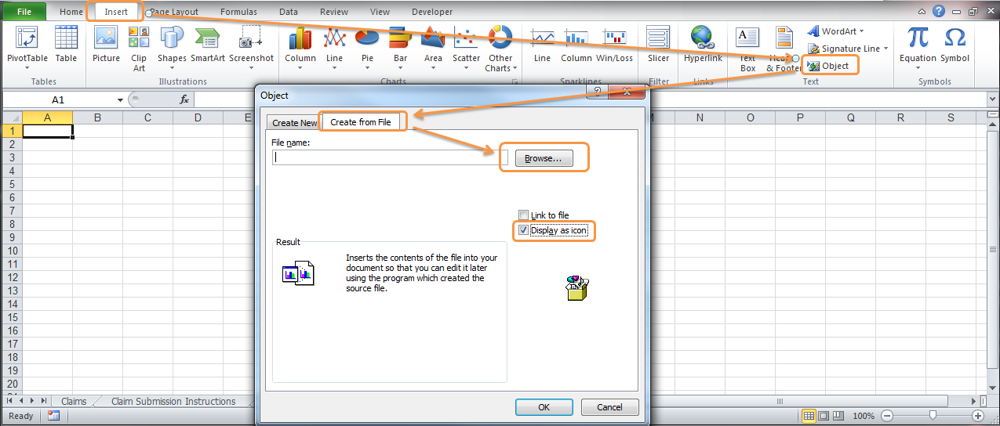 File Home Insert Page Layout Formulas Data Review View Developer
PivotTable Table Picture Clip Art Shapes SmartArt Screenshot Column Line Pie Bar Area Scatter Other Charts Line Column Win/Loss Slicer Hyperlink Text Box & Footer
WordArt
Signature Line
Object
Equation Symbol
Tables Illustrations Charts Sparklines Filter Links Text Symbols
A1 fx
A B C D E N O P Q R S
1
2
3
4
5
6
7
8
9
10
11
12
13
14
15
16
17
18
19
20
Object
Create New Create from File
File name:
Browse...
Link to file
Display as icon
Result
Inserts the contents of the file into your
document so that you can edit it later
using the program which created the
source file.
OK Cancel
Claims Claim Submission Instructions
Ready 100%